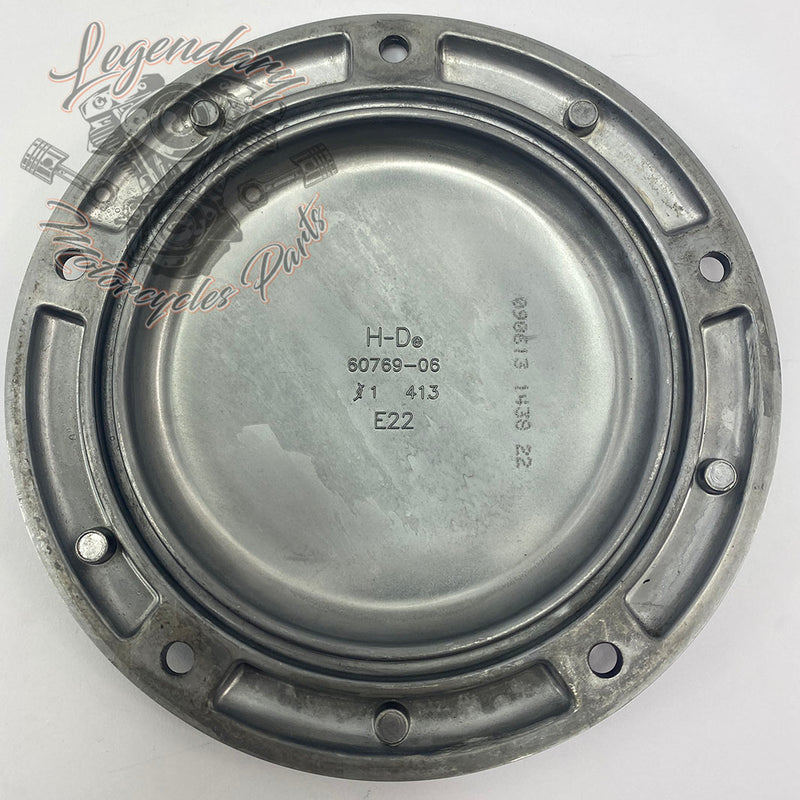 Legendary
Motorcycles Parts
H-D
60769-06
1 413
E22
090613 1438 22